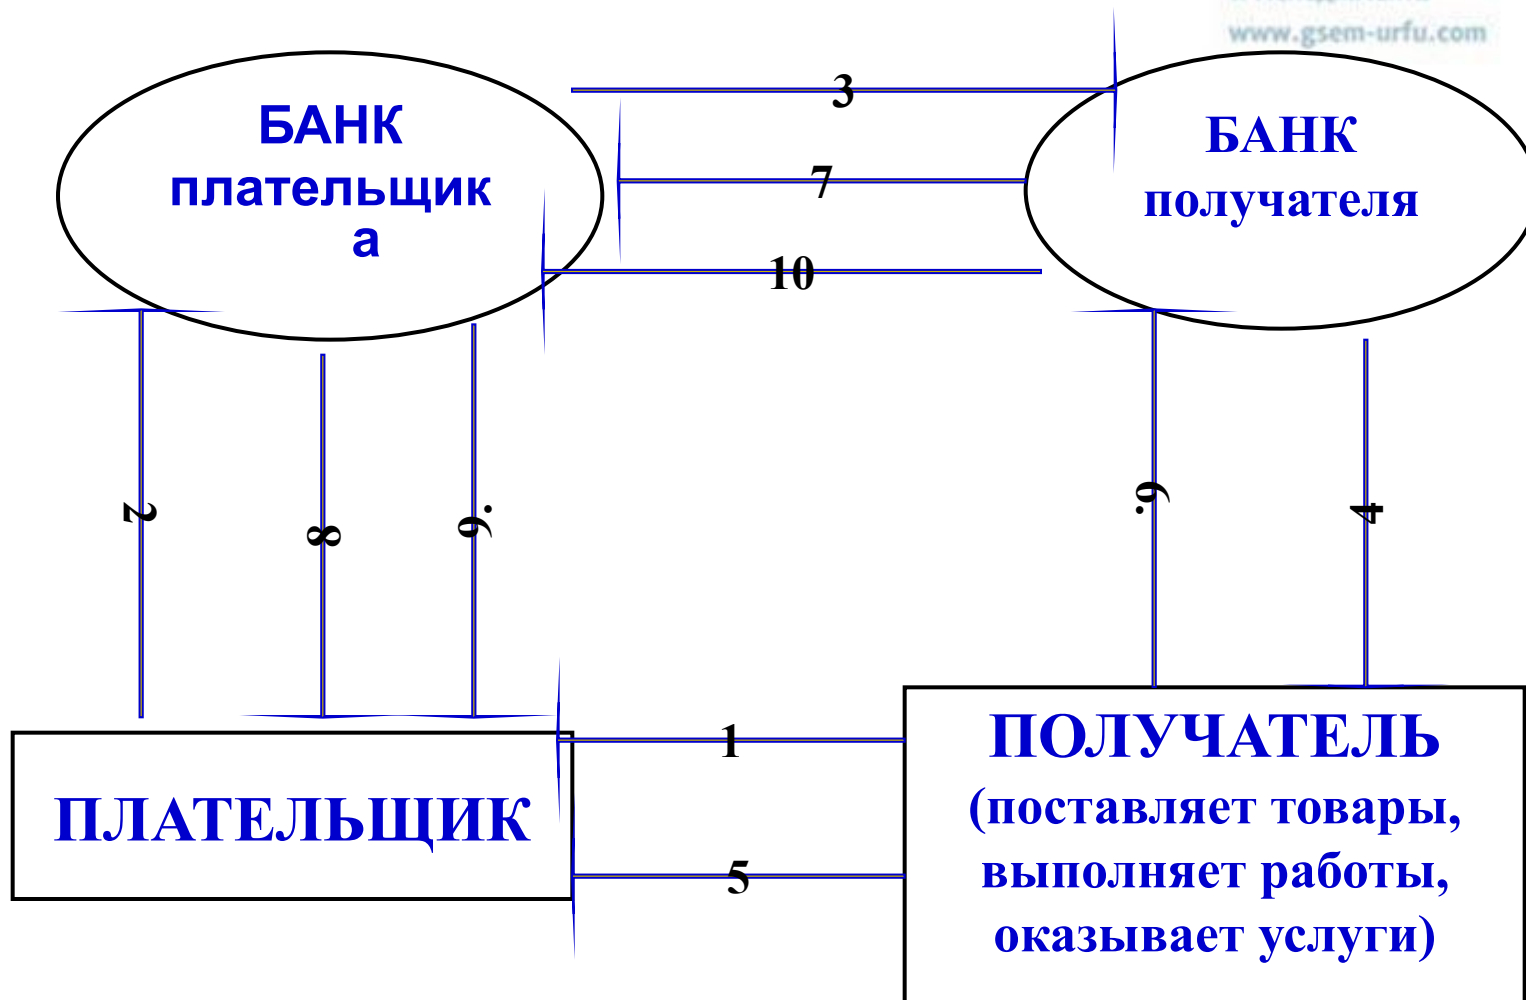 www.gsem-urfu.com
3
БАНК
плательщик
а
БАНК
получателя
7
10
2
8
9.
6.
4
1
ПОЛУЧАТЕЛЬ
(поставляет товары,
выполняет работы,
оказывает услуги)
ПЛАТЕЛЬЩИК
5